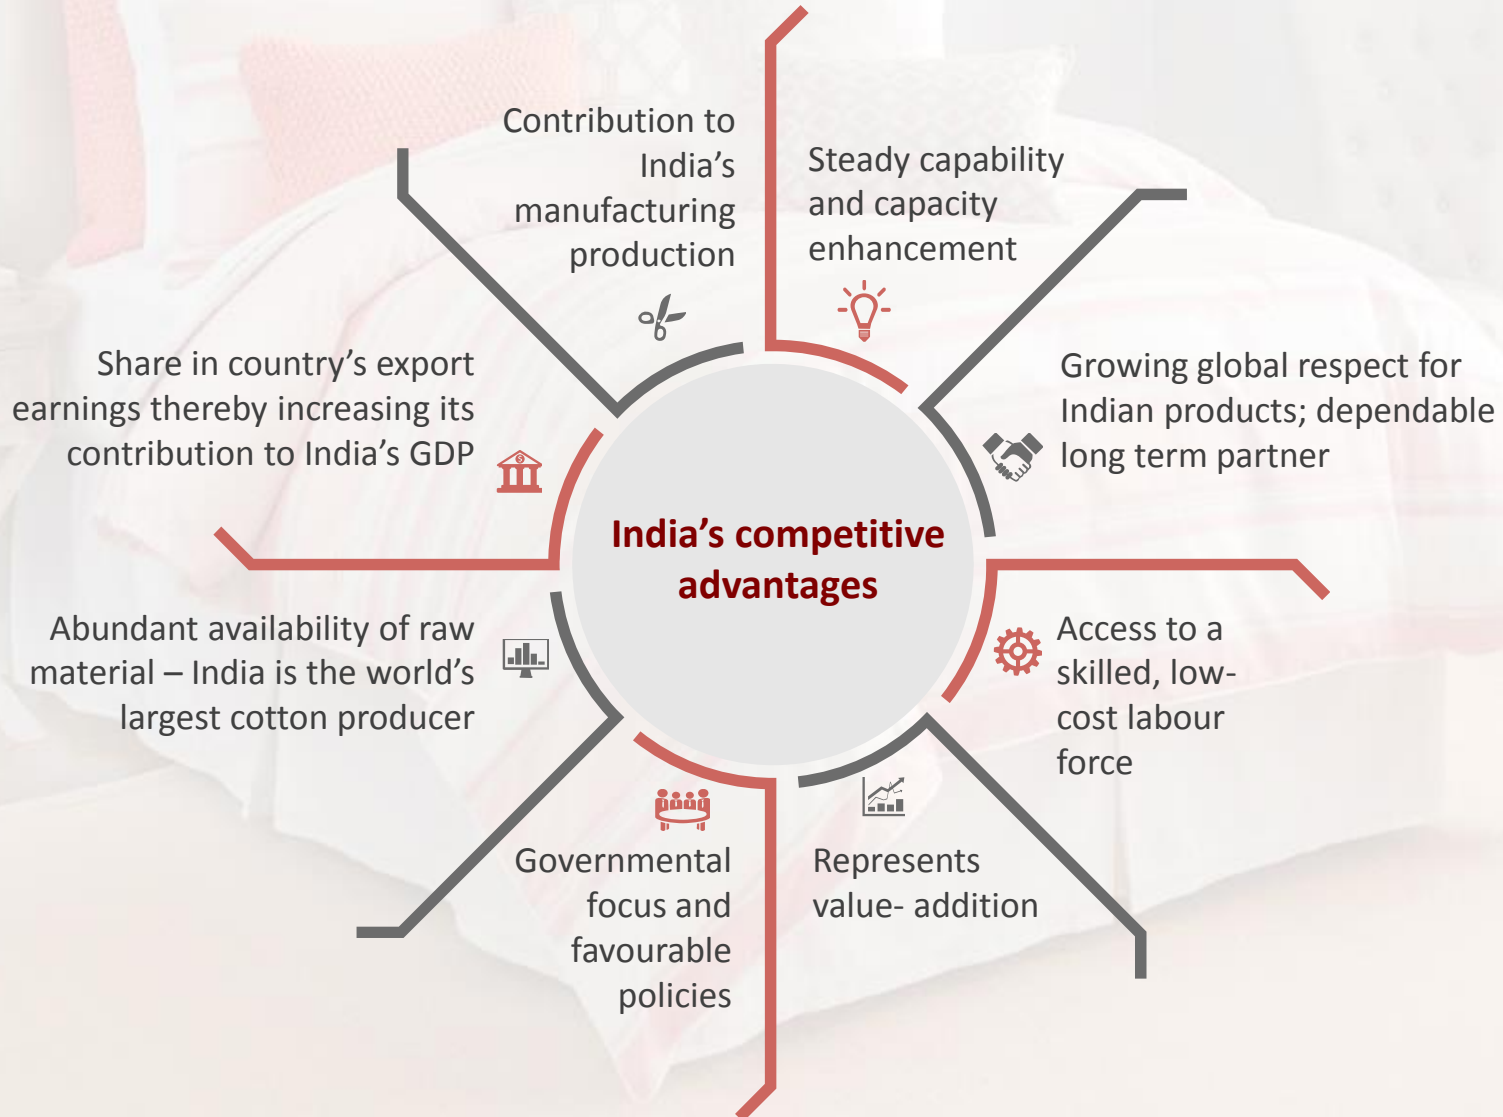 Contribution to
India's
manufacturing
production
Steady capability
and capacity
enhancement
Share in country's export
earnings thereby increasing its
contribution to India's GDP
Growing global respect for
Indian products; dependable
long term partner
India's competitive
advantages
Abundant availability of raw
material – India is the world's
largest cotton producer
Access to a
skilled, low-
cost labour
force
Governmental
focus and
favourable
policies
Represents
value- addition